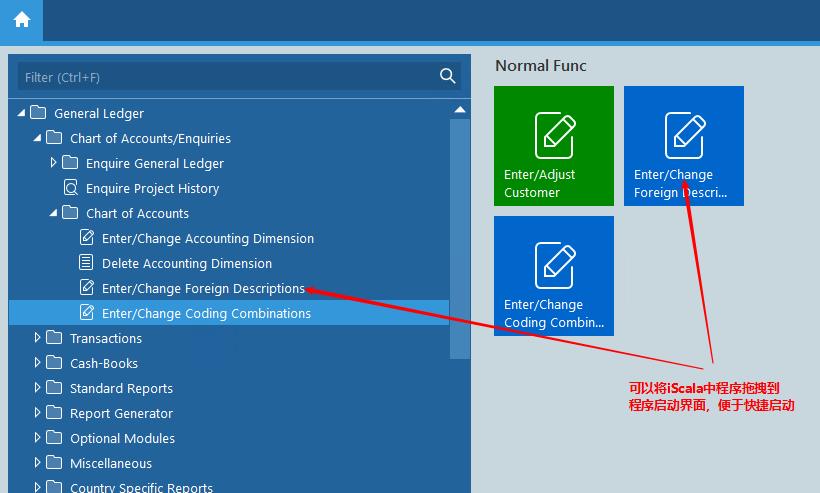 Filter (Ctrl+F)
General Ledger
Chart of Accounts/Enquiries
Enquire General Ledger
Enquire Project History
Chart of Accounts
Enter/Change Accounting Dimension
Delete Accounting Dimension
Enter/Change Foreign Descriptions
Enter/Change Coding Combinations
Transactions
Cash-Books
Standard Reports
Report Generator
Optional Modules
Miscellaneous
Country Specific Reports
Normal Func
Enter/Adjust
Customer
Enter/Change
Foreign Descri...
Enter/Change
Coding Combin...
可以将iScala中程序拖拽到
程序启动界面，便于快捷启动